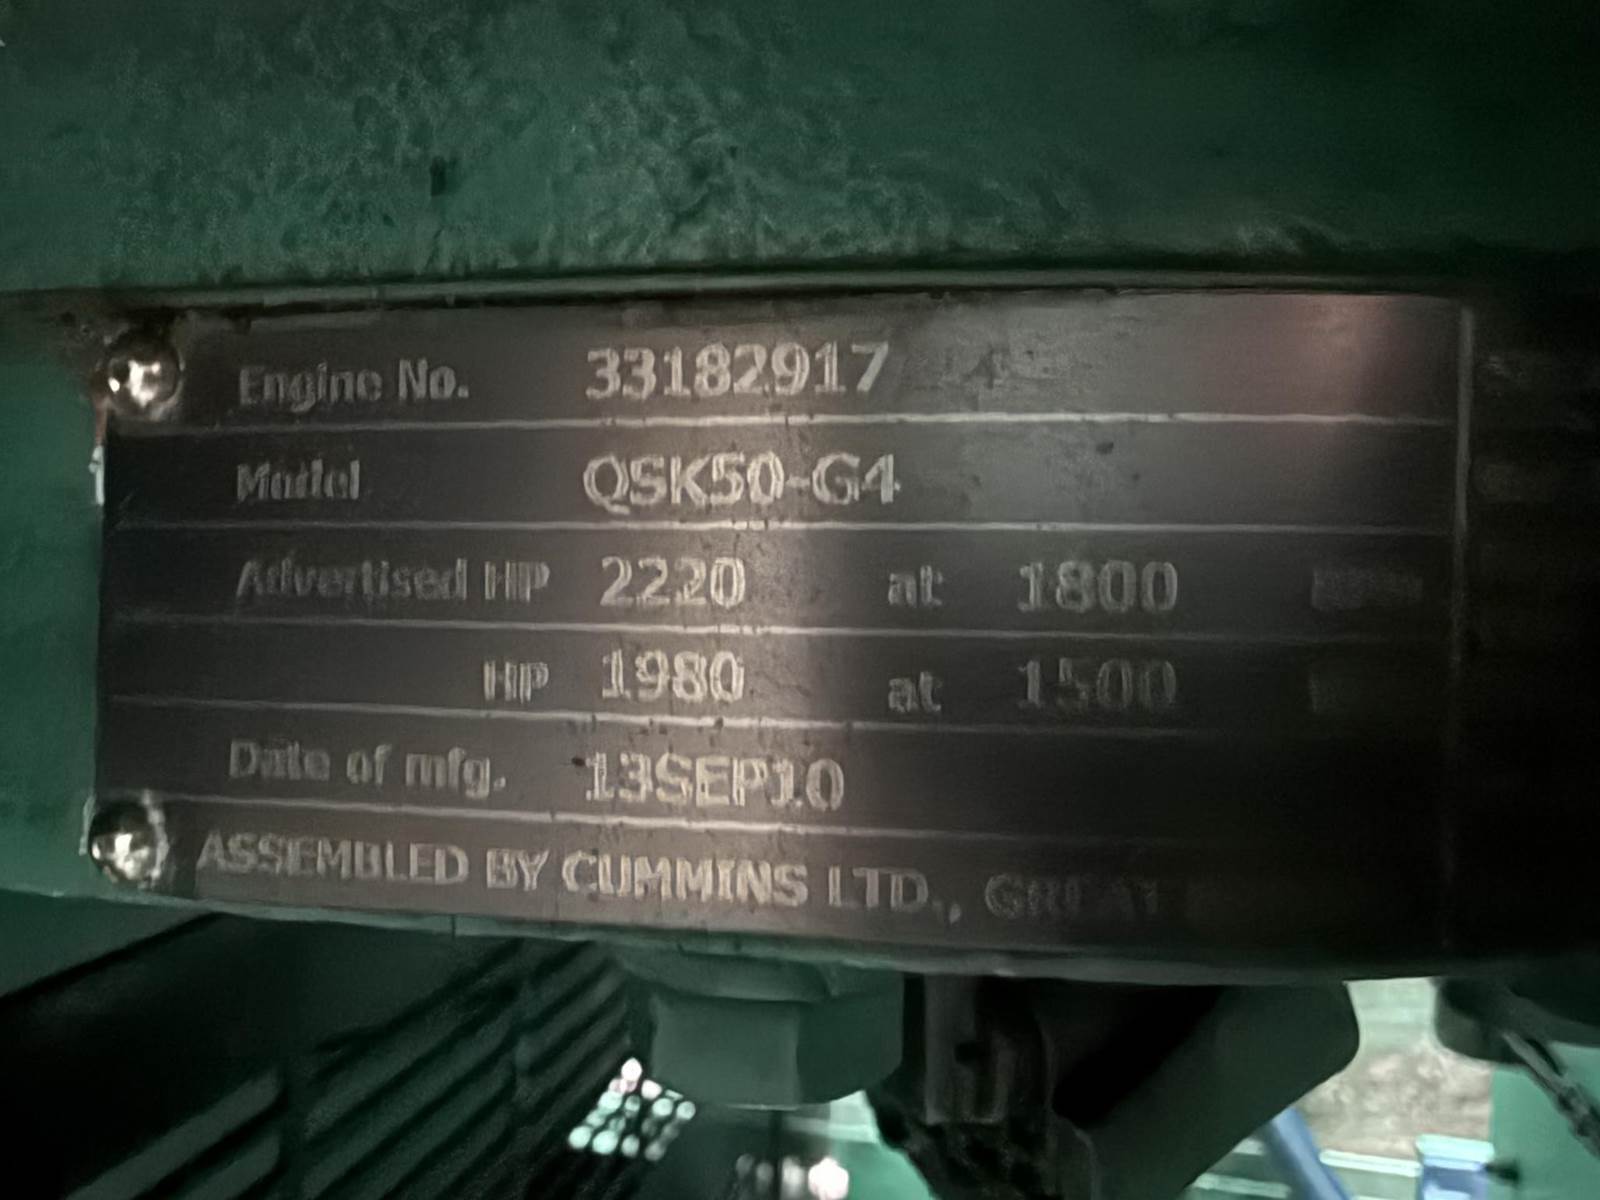 Engine No. 33182917
Model QSK50-G4
Advertised HP 2220 at 1800
HP 1980 at 1500
Date of mfg. 13SEP10
ASSEMBLED BY CUMMINS LTD., GREAT